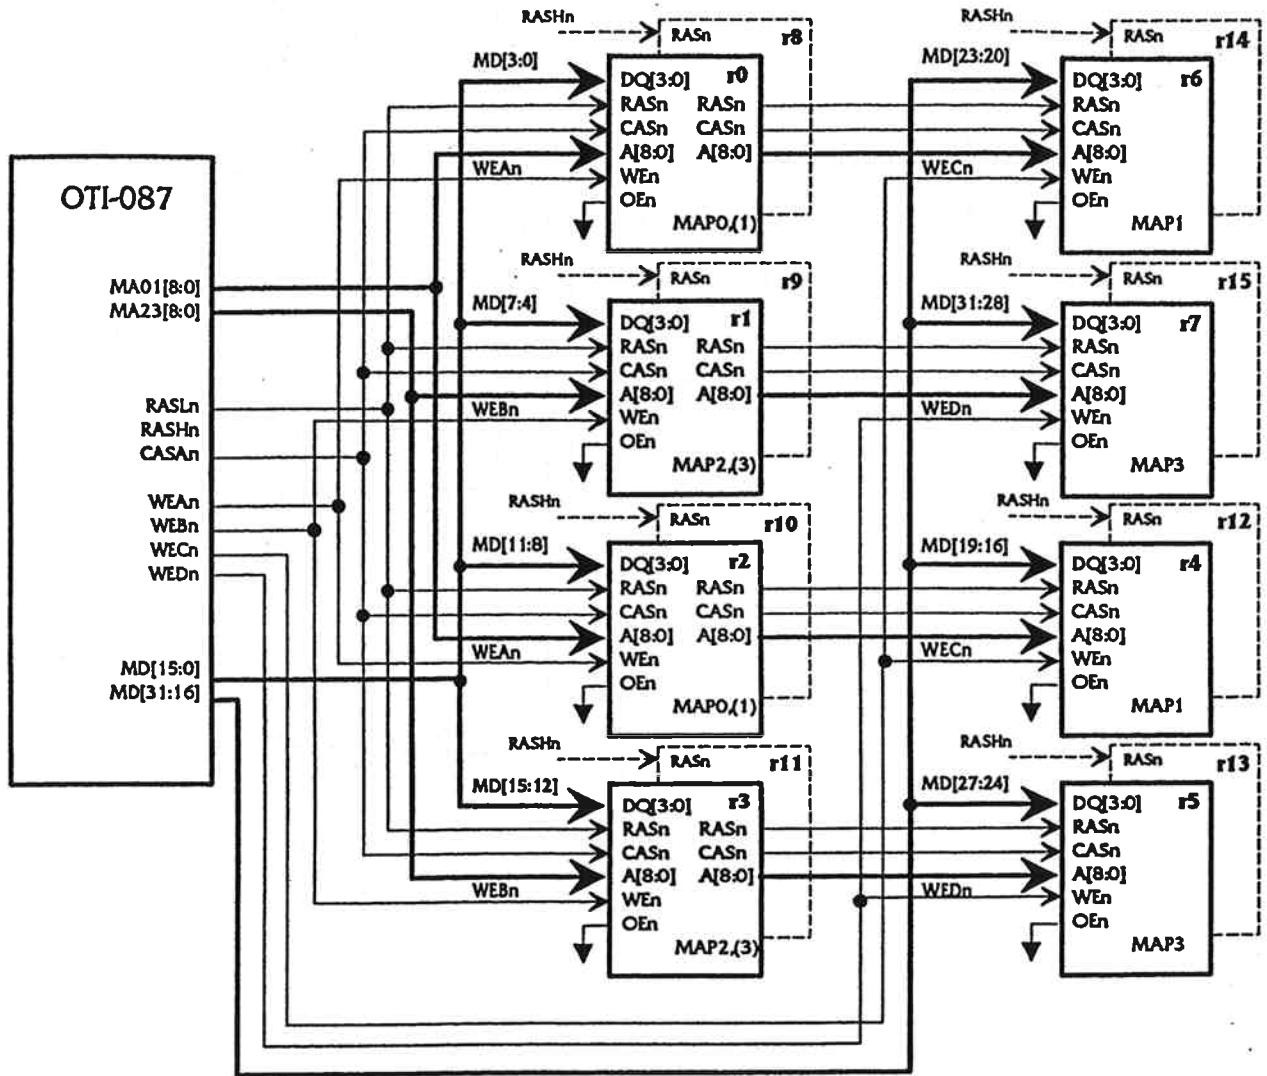 OTI-087
MA01[8:0]
MA23[8:0]
RASLn
RASHn
CASAn
WEAn
WEBn
WECn
WEDn
MD[15:0]
MD[31:16]
RASHn
RASn r8
MD[3:0]
DQ[3:0] r0
RASn RASn
CASn CASn
A[8:0] A[8:0]
WEAn
WEn
OEn
MAP0,(1)
RASHn
RASn r14
MD[23:20]
DQ[3:0] r6
RASn
CASn
A[8:0]
WECn
WEn
OEn
MAP1
RASHn
RASn r9
MD[7:4]
DQ[3:0] r1
RASn RASn
CASn CASn
A[8:0] A[8:0]
WEBn
WEn
OEn
MAP2,(3)
RASHn
RASn r15
MD[31:28]
DQ[3:0] r7
RASn
CASn
A[8:0]
WEDn
WEn
OEn
MAP3
RASHn
RASn r10
MD[11:8]
DQ[3:0] r2
RASn RASn
CASn CASn
A[8:0] A[8:0]
WEAn
WEn
OEn
MAP0,(1)
RASHn
RASn r12
MD[19:16]
DQ[3:0] r4
RASn
CASn
A[8:0]
WECn
WEn
OEn
MAP1
RASHn
RASn r11
MD[15:12]
DQ[3:0] r3
RASn RASn
CASn CASn
A[8:0] A[8:0]
WEBn
WEn
OEn
MAP2,(3)
RASHn
RASn r13
MD[27:24]
DQ[3:0] r5
RASn
CASn
A[8:0]
WEDn
WEn
OEn
MAP3